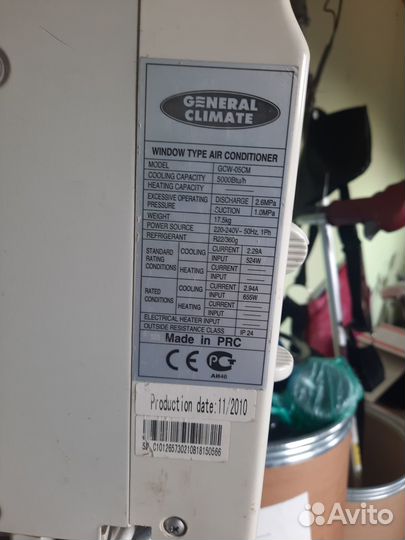 GENERAL
CLIMATE
WINDOW TYPE AIR CONDITIONER
MODEL GCW-05CM
COOLING CAPACITY 5000Btu/h
HEATING CAPACITY
EXCESSIVE OPERATING PRESSURE DISCHARGE 2.6MPa
SUCTION 1.0MPa
WEIGHT 17.5kg
POWER SOURCE 220-240V~ 50Hz, 1Ph
REFRIGERANT R22/360g
STANDARD RATING CONDITIONS COOLING CURRENT 2.29A
INPUT 524W
HEATING CURRENT
INPUT
RATED CONDITIONS COOLING CURRENT 2.94A
INPUT 655W
HEATING CURRENT
INPUT
ELECTRICAL HEATER INPUT
OUTSIDE RESISTANCE CLASS IP 24
Made in PRC
CE PCT
АИ46
Production date:11/2010
Avito